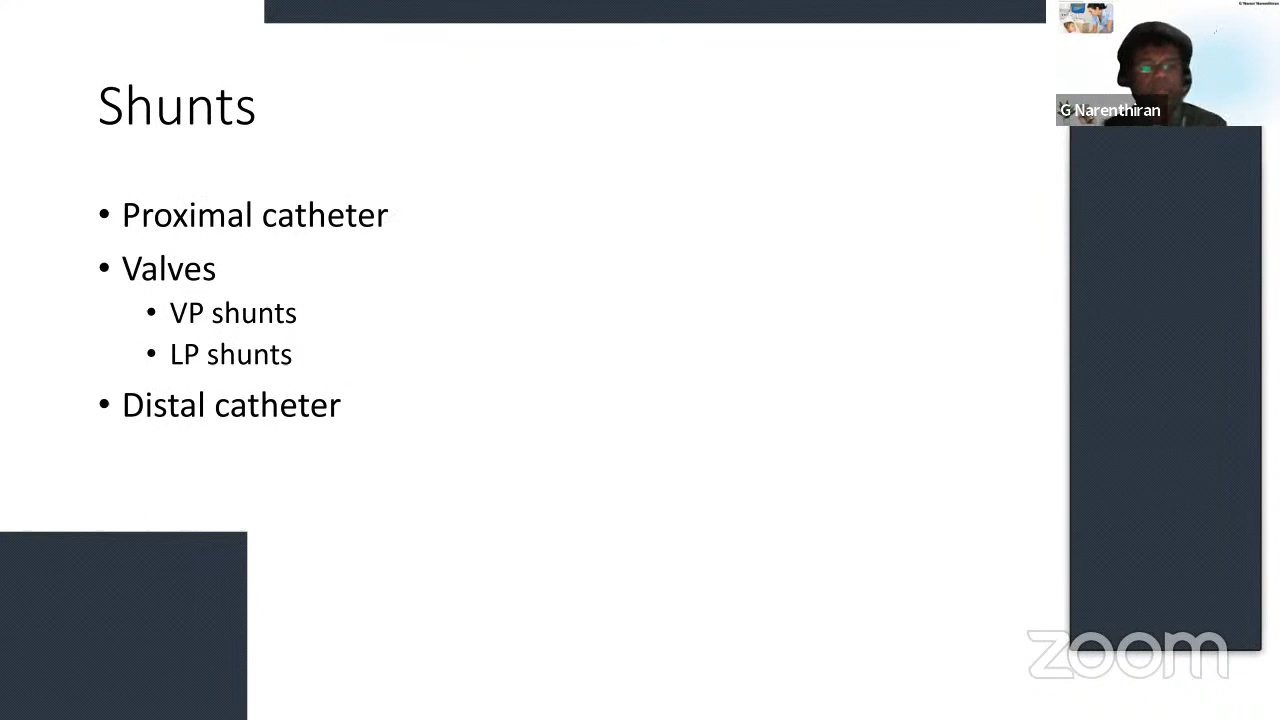 Shunts
• Proximal catheter
• Valves
• VP shunts
• LP shunts
• Distal catheter
G Narenthiran
zoom